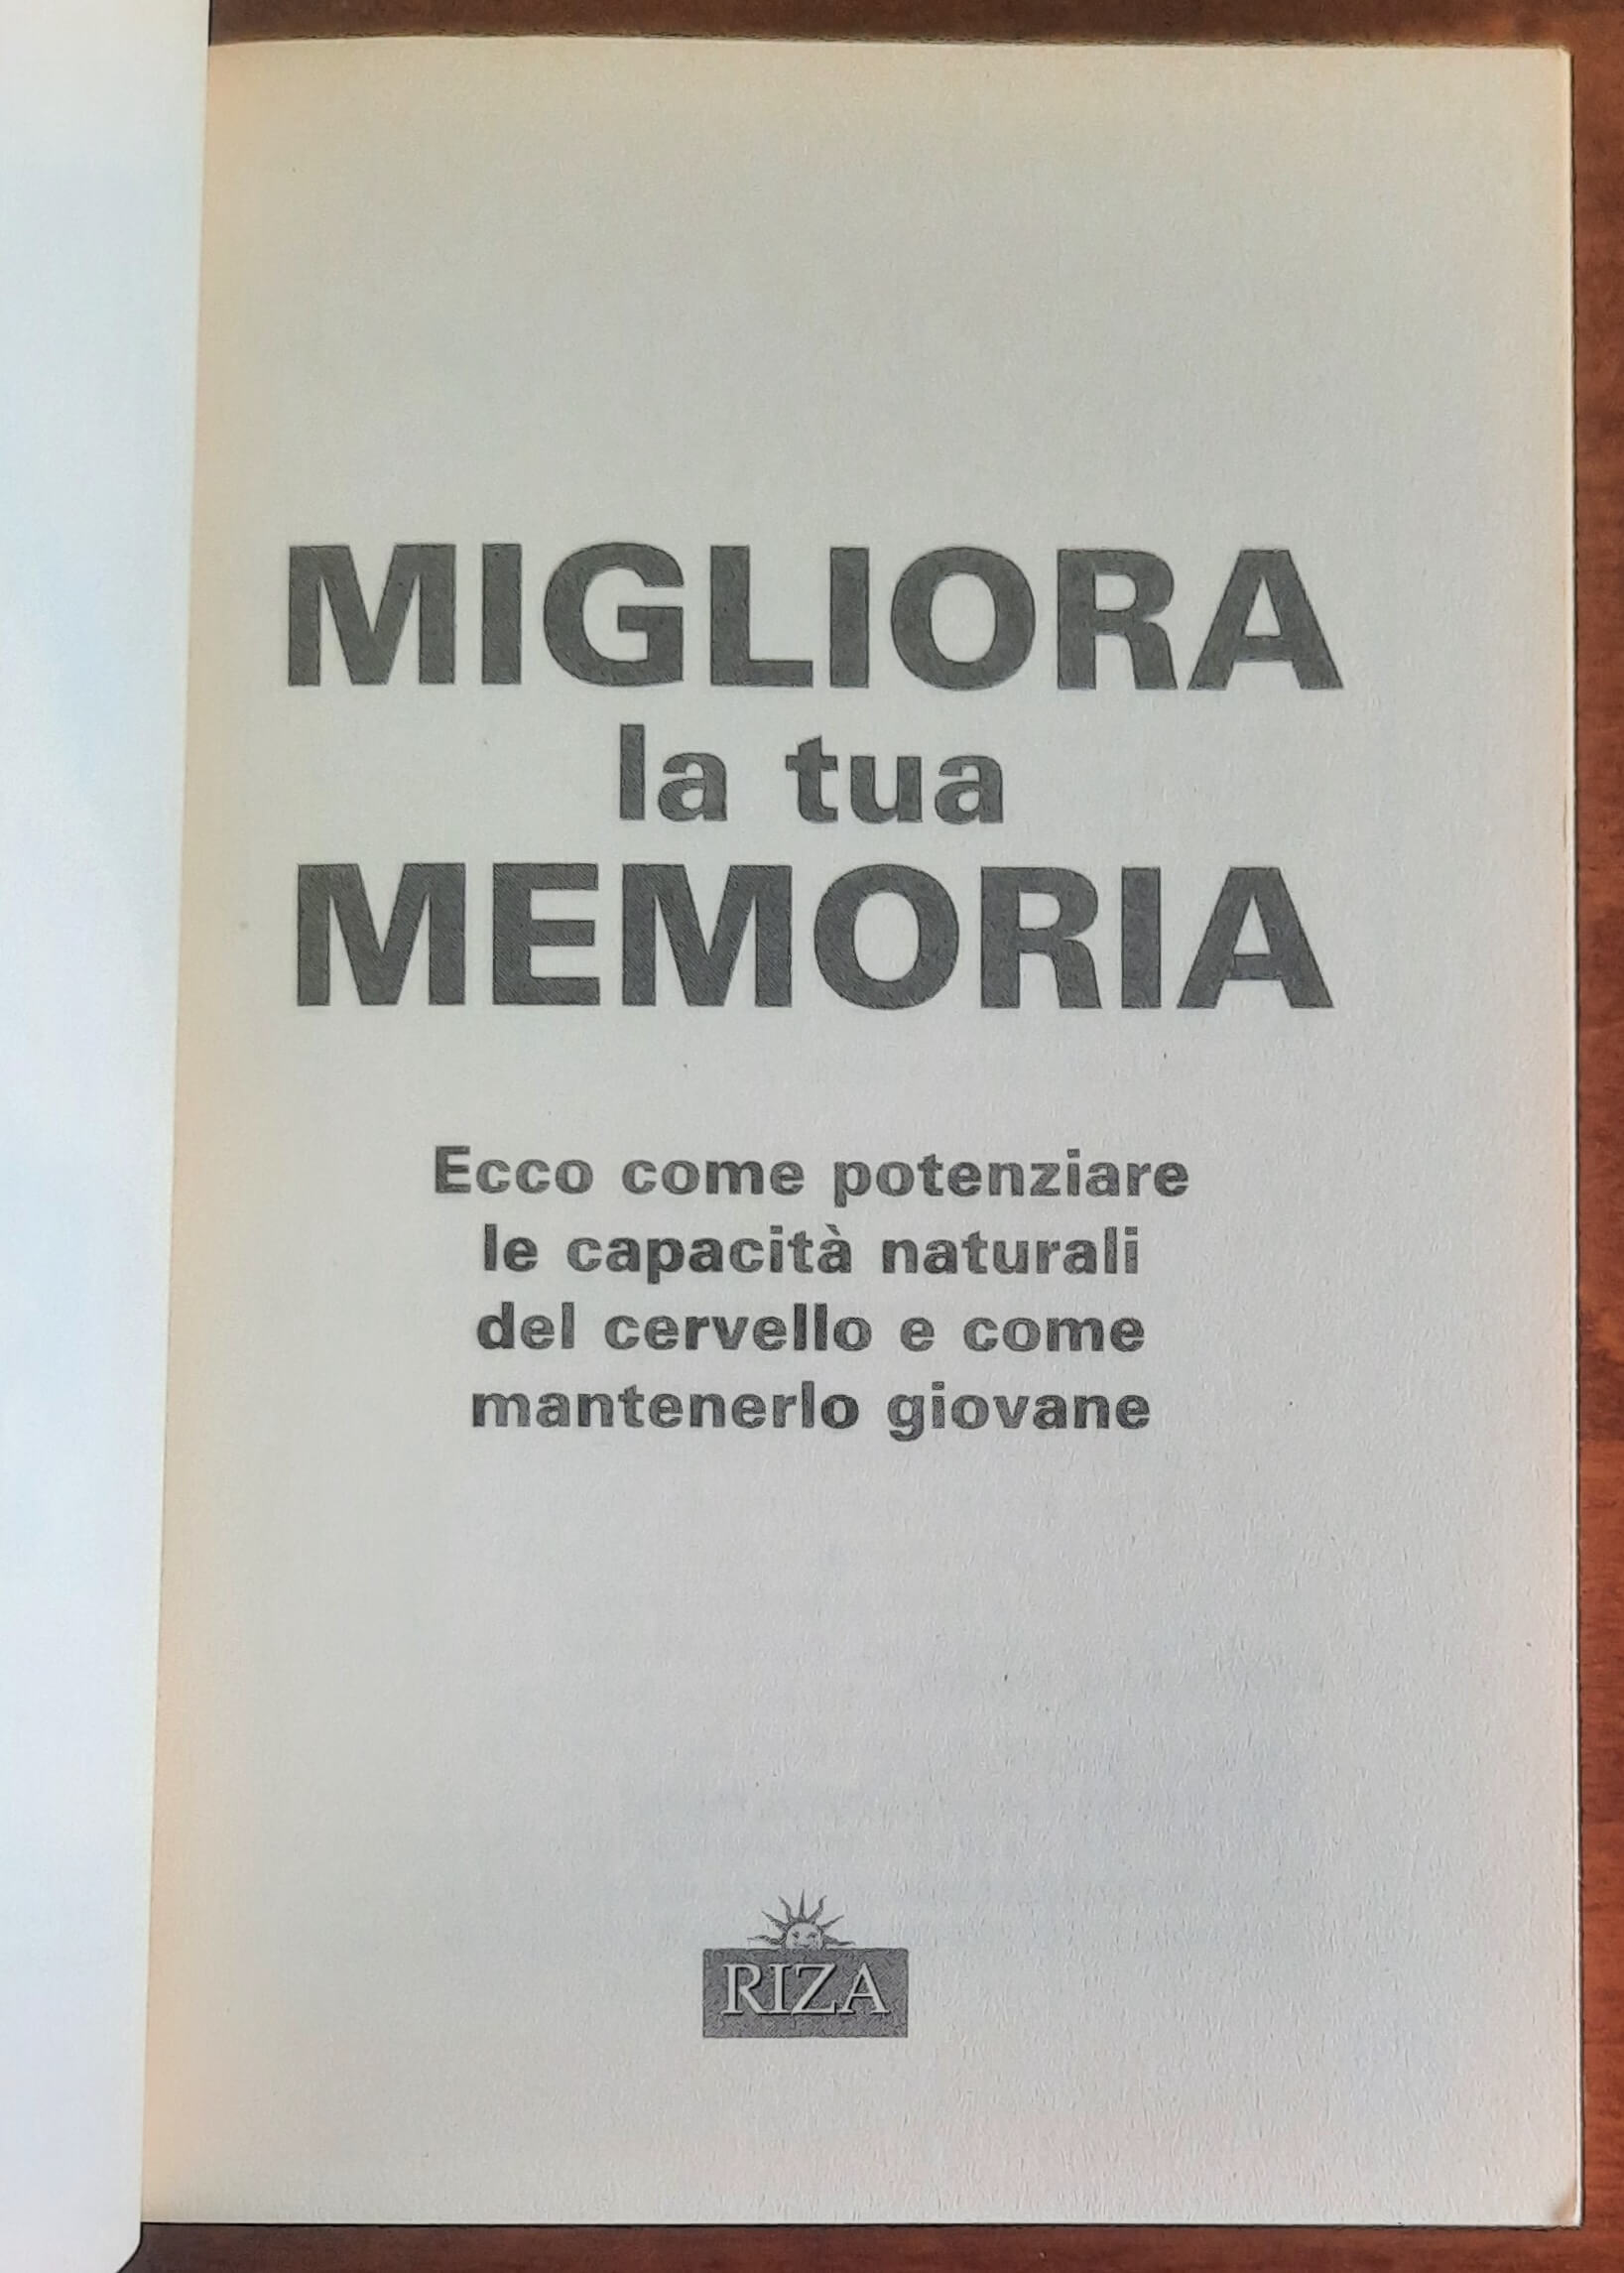 MIGLIORA
la tua
MEMORIA
Ecco come potenziare
le capacità naturali
del cervello e come
mantenerlo giovane
RIZA